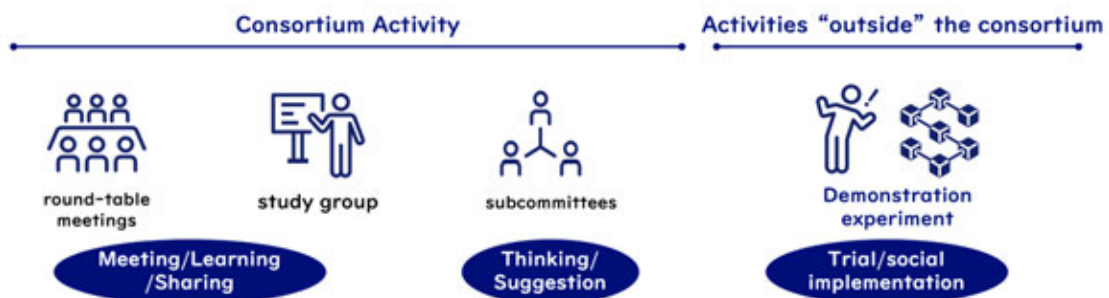 Consortium Activity
Activities “outside” the consortium
round-table
meetings
study group
subcommittees
Demonstration
experiment
Meeting/Learning
/Sharing
Thinking/
Suggestion
Trial/social
implementation